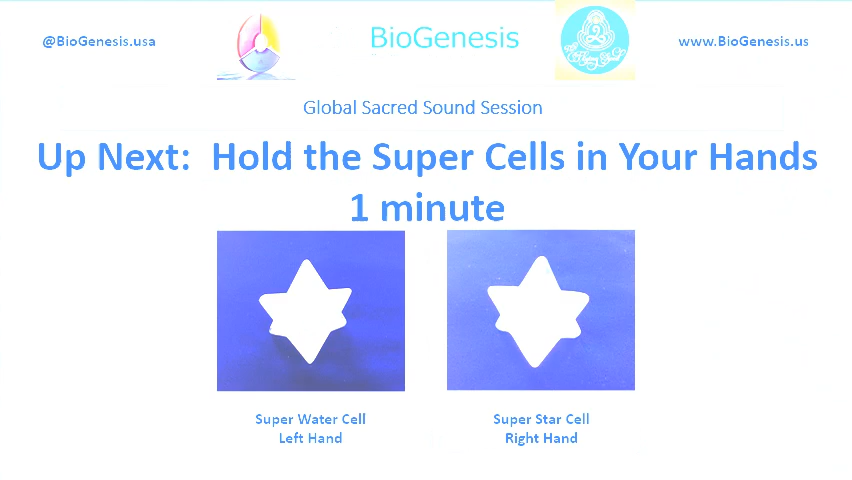 @BioGenesis.usa
BioGenesis
www.BioGenesis.us
Global Sacred Sound Session
Up Next: Hold the Super Cells in Your Hands
1 minute
Super Water Cell
Left Hand
Super Star Cell
Right Hand